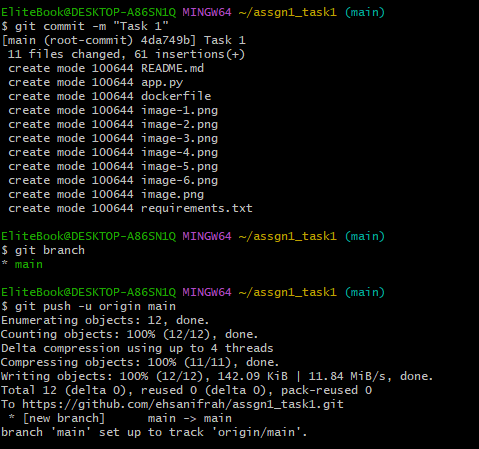 EliteBook@DESKTOP-A86SN1Q MINGW64 ~/assgn1_task1 (main)
$ git commit -m "Task 1"
[main (root-commit) 4da749b] Task 1
 11 files changed, 61 insertions(+)
 create mode 100644 README.md
 create mode 100644 app.py
 create mode 100644 dockerfile
 create mode 100644 image-1.png
 create mode 100644 image-2.png
 create mode 100644 image-3.png
 create mode 100644 image-4.png
 create mode 100644 image-5.png
 create mode 100644 image-6.png
 create mode 100644 image.png
 create mode 100644 requirements.txt
EliteBook@DESKTOP-A86SN1Q MINGW64 ~/assgn1_task1 (main)
$ git branch
* main
EliteBook@DESKTOP-A86SN1Q MINGW64 ~/assgn1_task1 (main)
$ git push -u origin main
Enumerating objects: 12, done.
Counting objects: 100% (12/12), done.
Delta compression using up to 4 threads
Compressing objects: 100% (11/11), done.
Writing objects: 100% (12/12), 142.09 KiB | 11.84 MiB/s, done.
Total 12 (delta 0), reused 0 (delta 0), pack-reused 0
To https://github.com/ehsanifrah/assgn1_task1.git
 * [new branch]      main -> main
branch 'main' set up to track 'origin/main'.